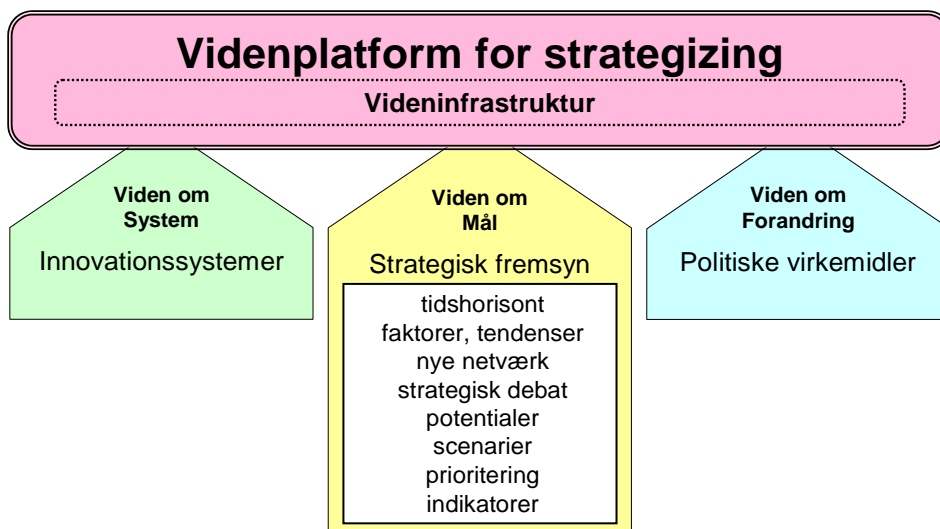 Videnplatform for strategizing
Videninfrastruktur
Viden om
System
Innovationssystemer
Viden om
Mål
Strategisk fremsyn
tidshorisont
faktorer, tendenser
nye netværk
strategisk debat
potentialer
scenarier
prioritering
indikatorer
Viden om
Forandring
Politiske virkemidler